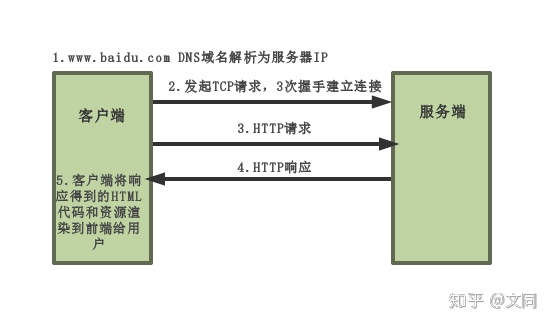 1.www.baidu.com DNS域名解析为服务器IP
2.发起TCP请求，3次握手建立连接
客户端
服务端
3.HTTP请求
4.HTTP响应
5.客户端将响
应得到的HTML
代码和资源渲
染到前端给用
户
知乎 @文同